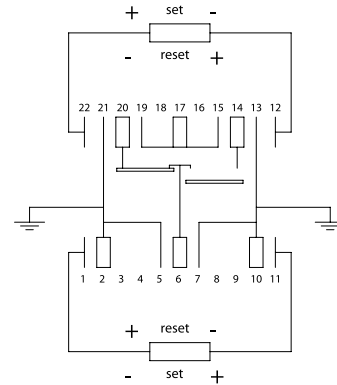 + set -
- reset +
22 21 20 19 18 17 16 15 14 13 12
1 2 3 4 5 6 7 8 9 10 11
+ reset -
- set +